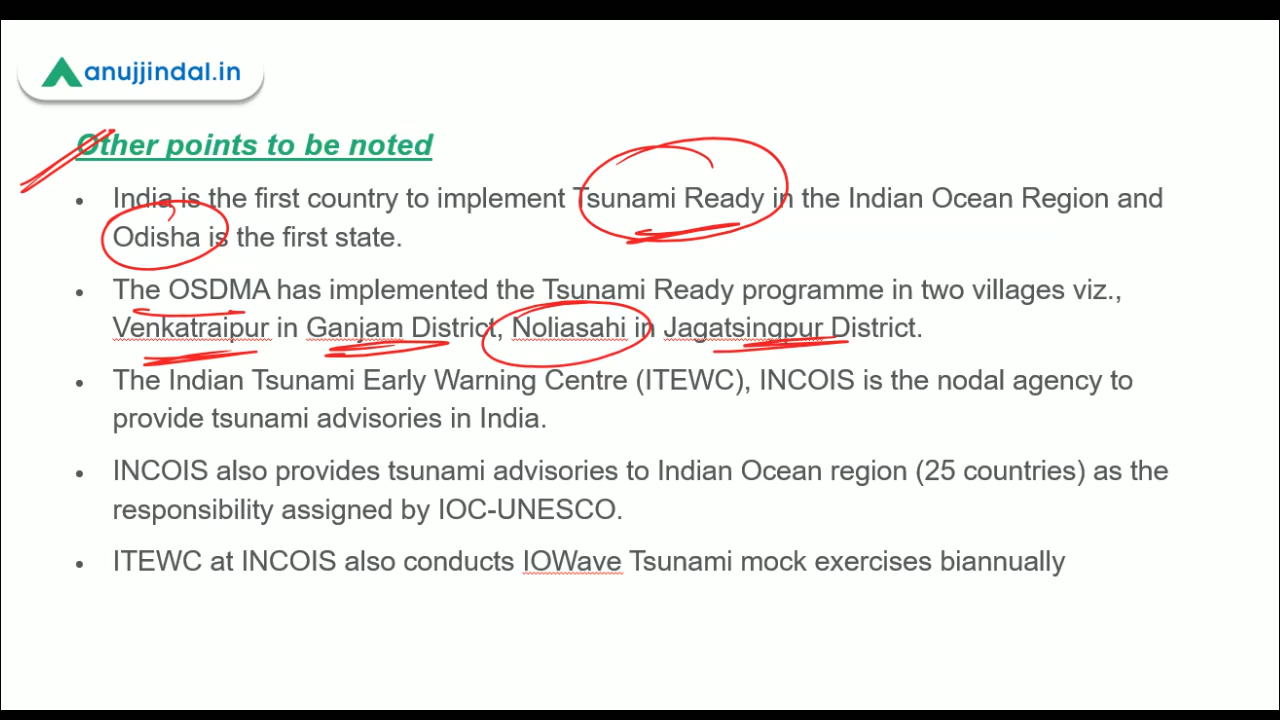 anujjindal.in
Other points to be noted
• India is the first country to implement Tsunami Ready in the Indian Ocean Region and
Odisha is the first state.
• The OSDMA has implemented the Tsunami Ready programme in two villages viz.,
Venkatraipur in Ganjam District, Noliasahi in Jagatsingpur District.
• The Indian Tsunami Early Warning Centre (ITEWC), INCOIS is the nodal agency to
provide tsunami advisories in India.
• INCOIS also provides tsunami advisories to Indian Ocean region (25 countries) as the
responsibility assigned by IOC-UNESCO.
• ITEWC at INCOIS also conducts IOWave Tsunami mock exercises biannually